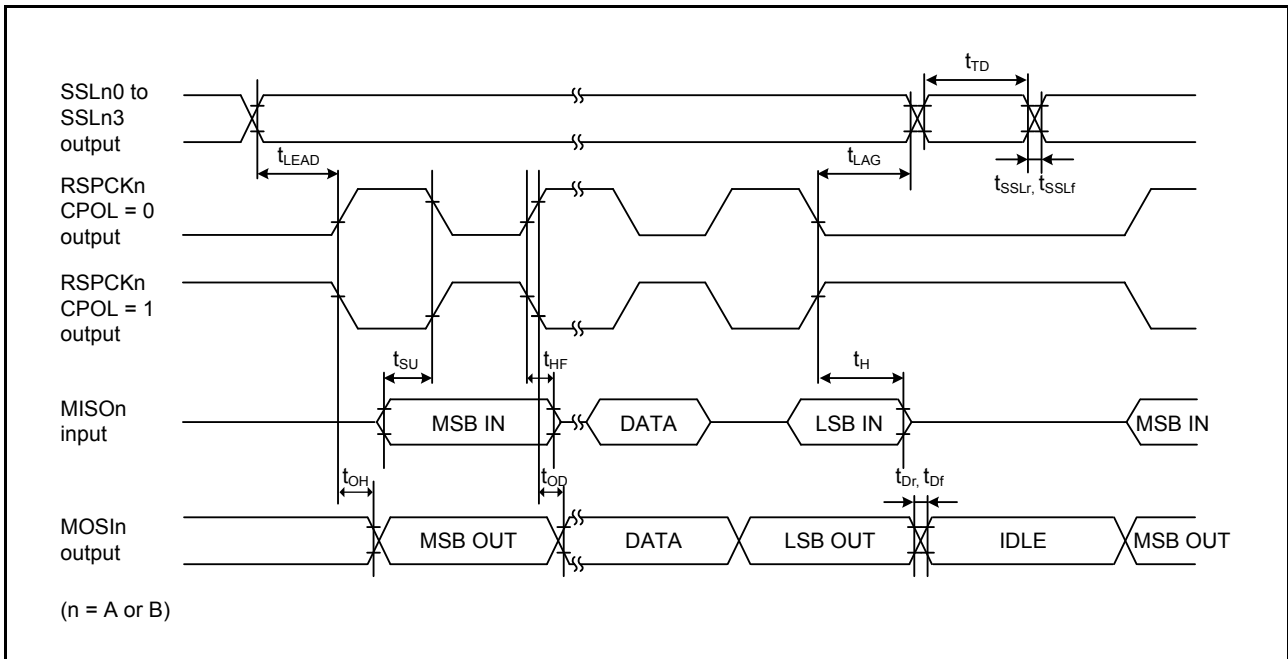 SSLn0 to
SSLn3
output
tTD
tLEAD
tLAG
tSSLr, tSSLf
RSPCKn
CPOL = 0
output
RSPCKn
CPOL = 1
output
tSU
tHF
tH
MISOn
input
MSB IN
DATA
LSB IN
MSB IN
tOH
tOD
tDr, tDf
MOSIn
output
MSB OUT
DATA
LSB OUT
IDLE
MSB OUT
(n = A or B)